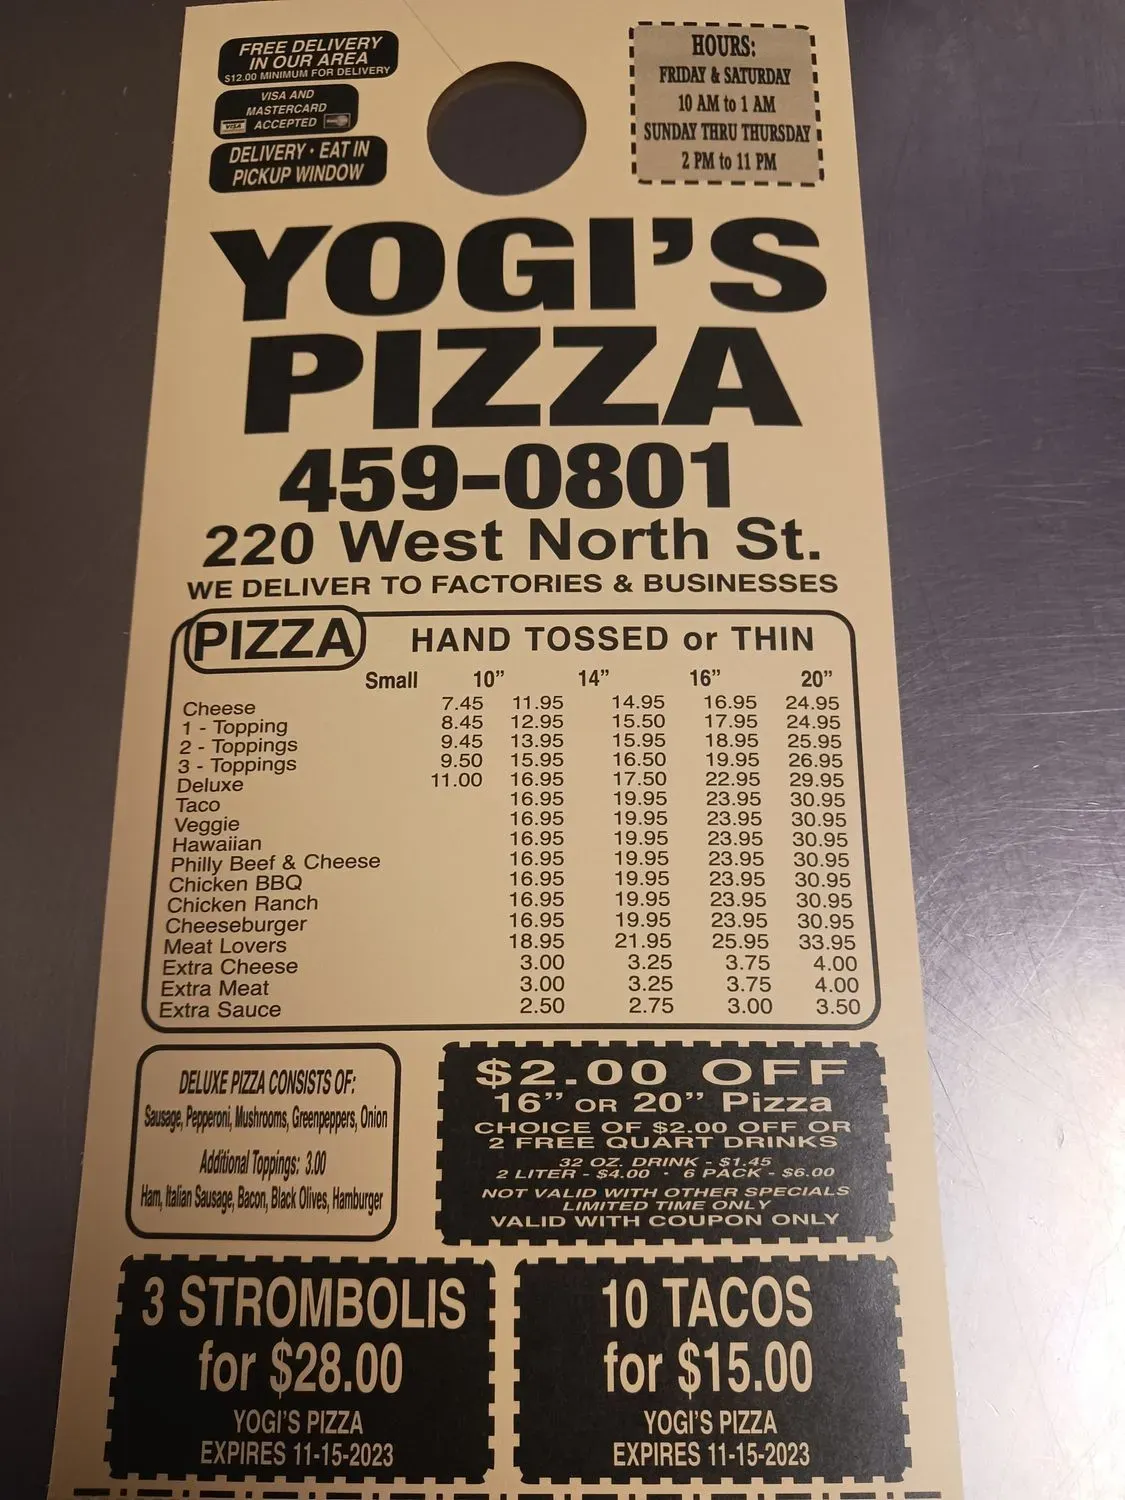 FREE DELIVERY
IN OUR AREA
$12.00 MINIMUM FOR DELIVERY
VISA AND
MASTERCARD
ACCEPTED
VISA
DELIVERY • EAT IN
PICKUP WINDOW
HOURS:
FRIDAY & SATURDAY
10 AM to 1 AM
SUNDAY THRU THURSDAY
2 PM to 11 PM
YOGI'S
PIZZA
459-0801
220 West North St.
WE DELIVER TO FACTORIES & BUSINESSES
PIZZA HAND TOSSED or THIN
Small 10” 14” 16” 20”
Cheese 7.45 11.95 14.95 16.95 24.95
1 - Topping 8.45 12.95 15.50 17.95 24.95
2 - Toppings 9.45 13.95 15.95 18.95 25.95
3 - Toppings 9.50 15.95 16.50 19.95 26.95
Deluxe 11.00 16.95 17.50 22.95 29.95
Taco 16.95 19.95 23.95 30.95
Veggie 16.95 19.95 23.95 30.95
Hawaiian 16.95 19.95 23.95 30.95
Philly Beef & Cheese 16.95 19.95 23.95 30.95
Chicken BBQ 16.95 19.95 23.95 30.95
Chicken Ranch 16.95 19.95 23.95 30.95
Cheeseburger 16.95 19.95 23.95 30.95
Meat Lovers 18.95 21.95 25.95 33.95
Extra Cheese 3.00 3.25 3.75 4.00
Extra Meat 3.00 3.25 3.75 4.00
Extra Sauce 2.50 2.75 3.00 3.50
DELUXE PIZZA CONSISTS OF:
Sausage, Pepperoni, Mushrooms, Greenpeppers, Onion
Additional Toppings: 3.00
Ham, Italian Sausage, Bacon, Black Olives, Hamburger
$2.00 OFF
16” OR 20” Pizza
CHOICE OF $2.00 OFF OR
2 FREE QUART DRINKS
32 OZ. DRINK - $1.45
2 LITER - $4.00 • 6 PACK - $6.00
NOT VALID WITH OTHER SPECIALS
LIMITED TIME ONLY
VALID WITH COUPON ONLY
3 STROMBOLIS
for $28.00
YOGI'S PIZZA
EXPIRES 11-15-2023
10 TACOS
for $15.00
YOGI'S PIZZA
EXPIRES 11-15-2023